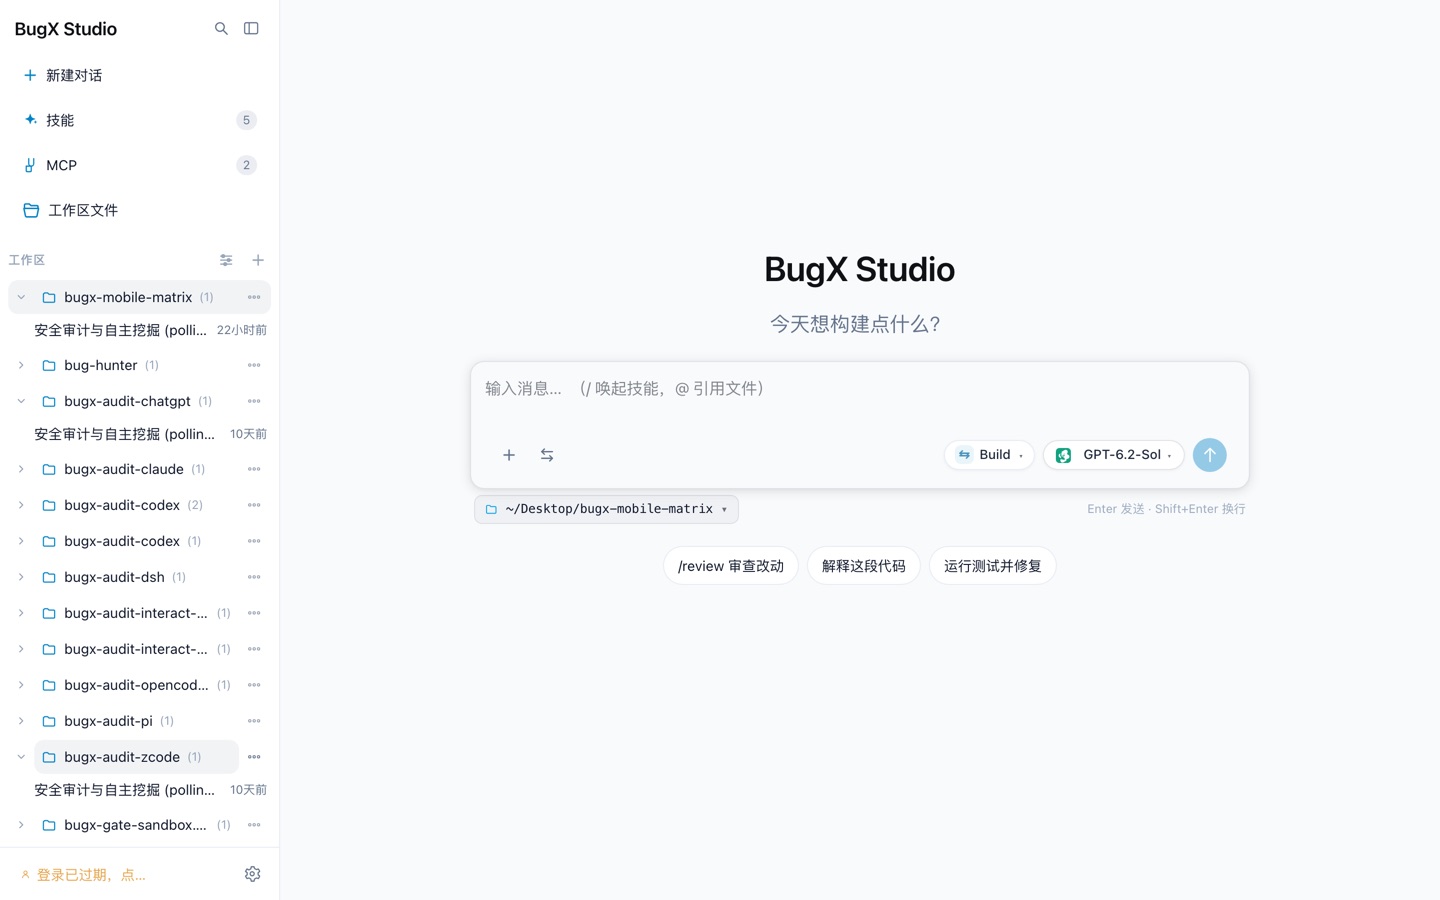 BugX Studio
新建对话
技能 5
MCP 2
工作区文件
工作区
bugx-mobile-matrix (1)
安全审计与自主挖掘 (polli... 22小时前
bug-hunter (1)
bugx-audit-chatgpt (1)
安全审计与自主挖掘 (pollin... 10天前
bugx-audit-claude (1)
bugx-audit-codex (2)
bugx-audit-codex (1)
bugx-audit-dsh (1)
bugx-audit-interact-... (1)
bugx-audit-interact-... (1)
bugx-audit-opencod... (1)
bugx-audit-pi (1)
bugx-audit-zcode (1)
安全审计与自主挖掘 (pollin... 10天前
bugx-gate-sandbox.... (1)
登录已过期，点...
BugX Studio
今天想构建点什么？
输入消息... （/ 唤起技能，@ 引用文件）
Build GPT-6.2-Sol
~/Desktop/bugx-mobile-matrix
Enter 发送 · Shift+Enter 换行
/review 审查改动 解释这段代码 运行测试并修复